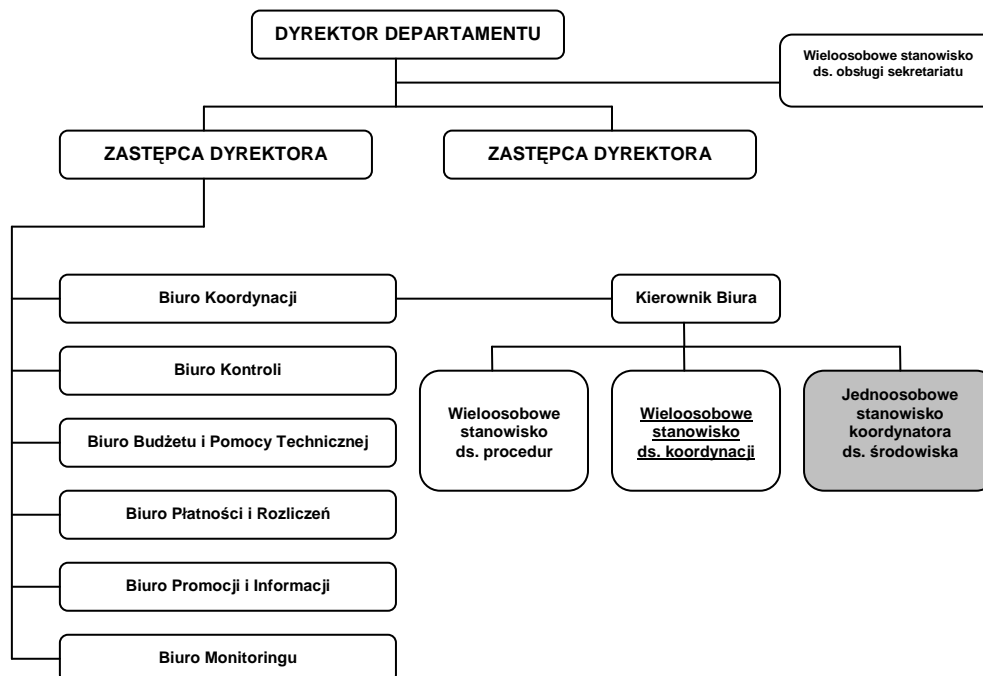 DYREKTOR DEPARTAMENTU
Wieloosobowe stanowisko
ds. obsługi sekretariatu
ZASTĘPCA DYREKTORA
ZASTĘPCA DYREKTORA
Biuro Koordynacji
Kierownik Biura
Biuro Kontroli
Wieloosobowe
stanowisko
ds. procedur
Wieloosobowe
stanowisko
ds. koordynacji
Jednoosobowe
stanowisko
koordynatora
ds. środowiska
Biuro Budżetu i Pomocy Technicznej
Biuro Płatności i Rozliczeń
Biuro Promocji i Informacji
Biuro Monitoringu